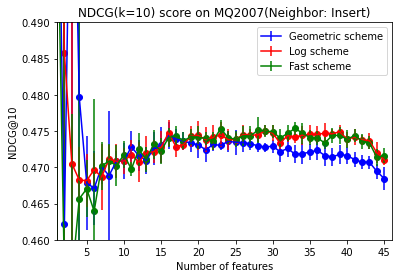 NDCG(k=10) score on MQ2007(Neighbor: Insert)
Geometric scheme
Log scheme
Fast scheme
NDCG@10
0.490
0.485
0.480
0.475
0.470
0.465
0.460
5 10 15 20 25 30 35 40 45
Number of features